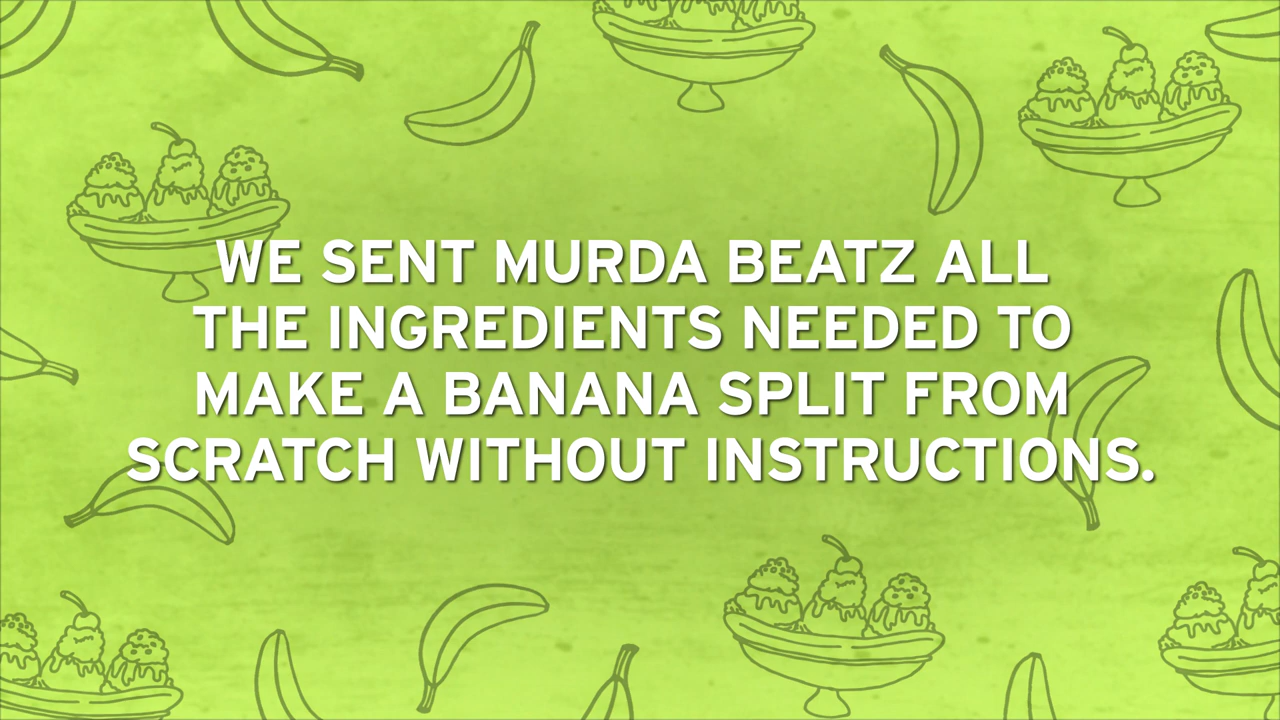 WE SENT MURDA BEATZ ALL
THE INGREDIENTS NEEDED TO
MAKE A BANANA SPLIT FROM
SCRATCH WITHOUT INSTRUCTIONS.